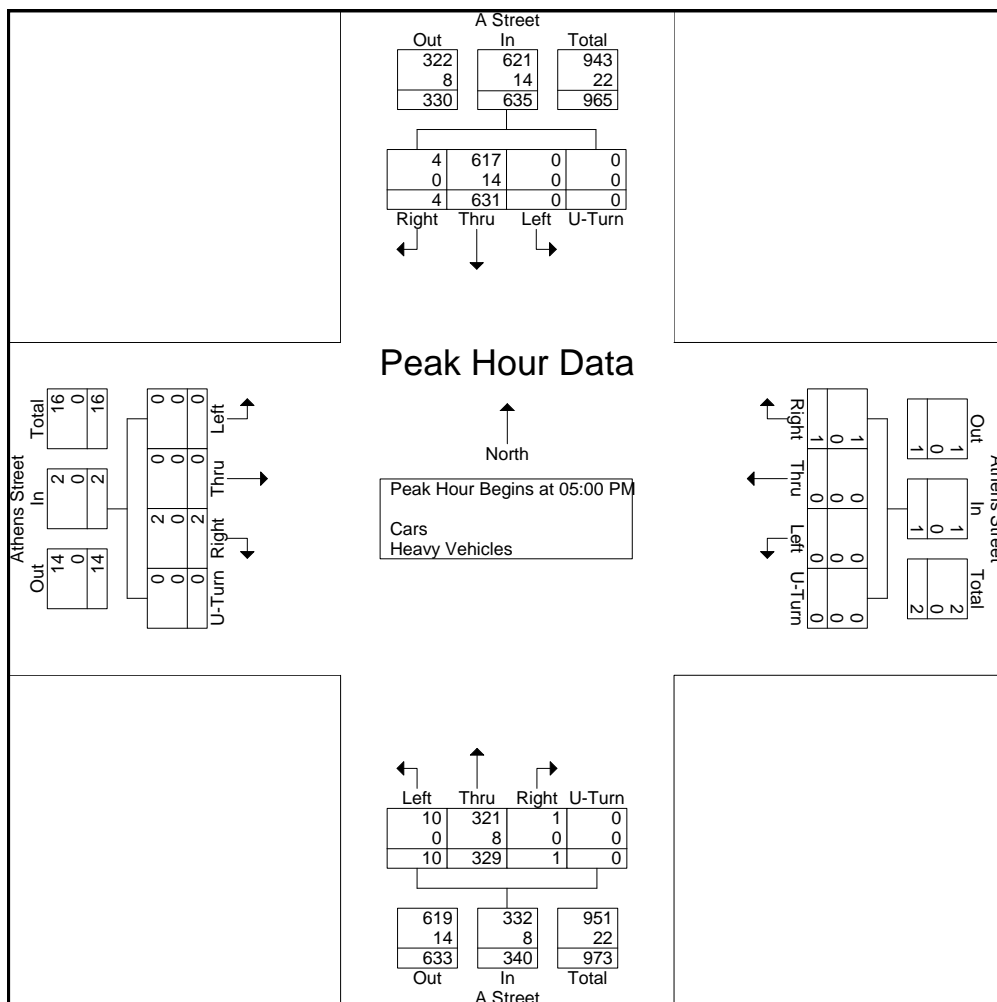 A Street
Out In Total
322 621 943
8 14 22
330 635 965
4 617 0 0
0 14 0 0
4 631 0 0
Right Thru Left U-Turn
Peak Hour Data
North
Peak Hour Begins at 05:00 PM
Cars
Heavy Vehicles
Athens Street
Out In Total
14 2 16
0 0 0
14 2 16
U-Turn Right Thru Left
0 2 0 0
0 0 0 0
0 2 0 0
Athens Street
Out In Total
1 1 2
0 0 0
1 1 2
Right Thru Left U-Turn
1 0 0 0
0 0 0 0
1 0 0 0
Left Thru Right U-Turn
10 321 1 0
0 8 0 0
10 329 1 0
619 332 951
14 8 22
633 340 973
Out In Total
A Street